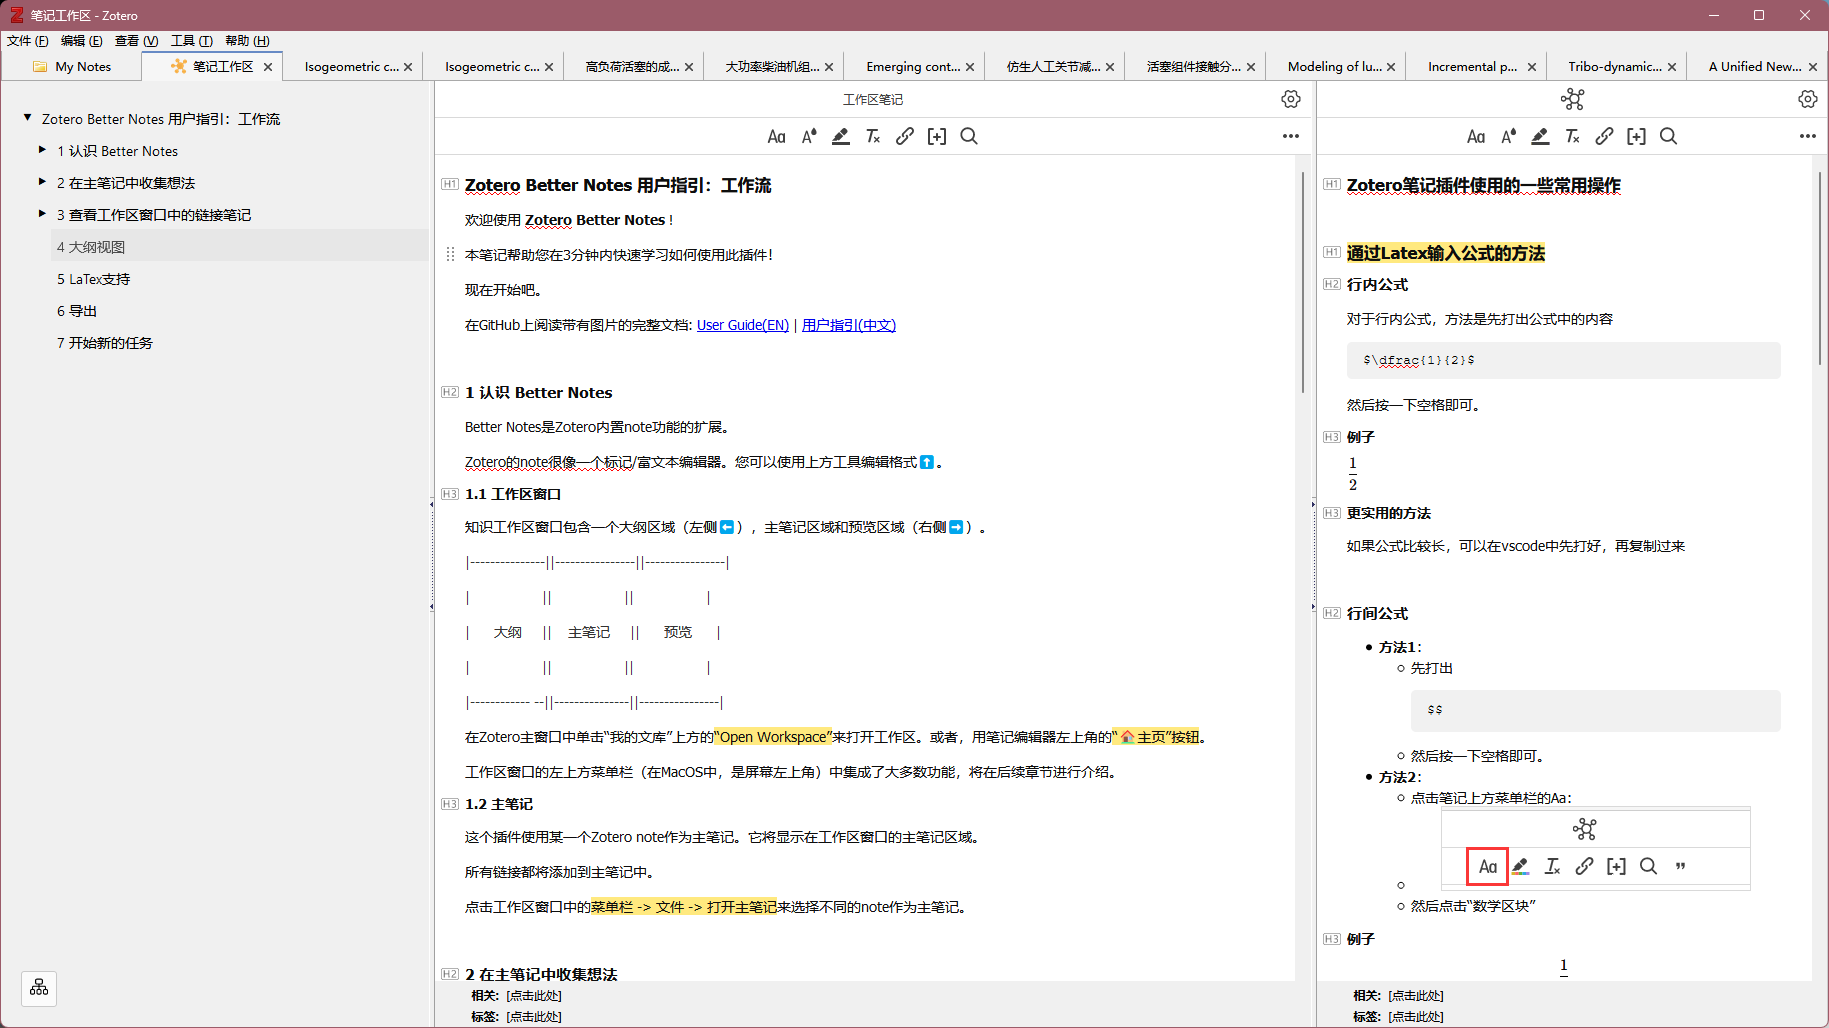 笔记工作区 - Zotero
文件 (F) 编辑 (E) 查看 (V) 工具 (T) 帮助 (H)
My Notes
笔记工作区
Isogeometric c...
Isogeometric c...
高负荷活塞的成...
大功率柴油机组...
Emerging cont...
仿生人工关节减...
活塞组件接触分...
Modeling of lu...
Incremental p...
Tribo-dynamic...
A Unified New...
Zotero Better Notes 用户指引：工作流
1 认识 Better Notes
2 在主笔记中收集想法
3 查看工作区窗口中的链接笔记
4 大纲视图
5 LaTex支持
6 导出
7 开始新的任务
工作区笔记
Aa
H1 Zotero Better Notes 用户指引：工作流
欢迎使用 Zotero Better Notes !
本笔记帮助您在3分钟内快速学习如何使用此插件！
现在开始吧。
在GitHub上阅读带有图片的完整文档: User Guide(EN) | 用户指引(中文)
H2 1 认识 Better Notes
Better Notes是Zotero内置note功能的扩展。
Zotero的note很像一个标记/富文本编辑器。您可以使用上方工具编辑格式⬆️。
H3 1.1 工作区窗口
知识工作区窗口包含一个大纲区域（左侧⬅️），主笔记区域和预览区域（右侧➡️）。
|---------------||----------------||----------------|
| || || |
| 大纲 || 主笔记 || 预览 |
| || || |
|------------ --||---------------||----------------|
在Zotero主窗口中单击“我的文库”上方的“Open Workspace”来打开工作区。或者，用笔记编辑器左上角的“🏠主页”按钮。
工作区窗口的左上方菜单栏（在MacOS中，是屏幕左上角）中集成了大多数功能，将在后续章节进行介绍。
H3 1.2 主笔记
这个插件使用某一个Zotero note作为主笔记。它将显示在工作区窗口的主笔记区域。
所有链接都将添加到主笔记中。
点击工作区窗口中的菜单栏 -> 文件 -> 打开主笔记来选择不同的note作为主笔记。
H2 2 在主笔记中收集想法
相关: [点击此处]
标签: [点击此处]
Aa
H1 Zotero笔记插件使用的一些常用操作
H1 通过Latex输入公式的方法
H2 行内公式
对于行内公式，方法是先打出公式中的内容
$\dfrac{1}{2}$
然后按一下空格即可。
H3 例子
1
2
H3 更实用的方法
如果公式比较长，可以在vscode中先打好，再复制过来
H2 行间公式
方法1：
先打出
$$
然后按一下空格即可。
方法2：
点击笔记上方菜单栏的Aa：
Aa
然后点击“数学区块”
H3 例子
1
相关: [点击此处]
标签: [点击此处]